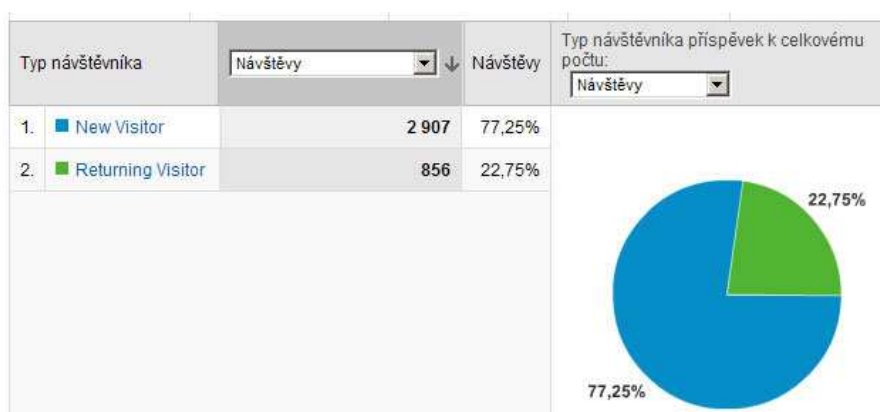 Typ návštěvníka
Návštěvy
Návštěvy
Typ návštěvníka příspěvek k celkovému
počtu:
Návštěvy
1. New Visitor 2 907 77,25%
2. Returning Visitor 856 22,75%
22,75%
77,25%